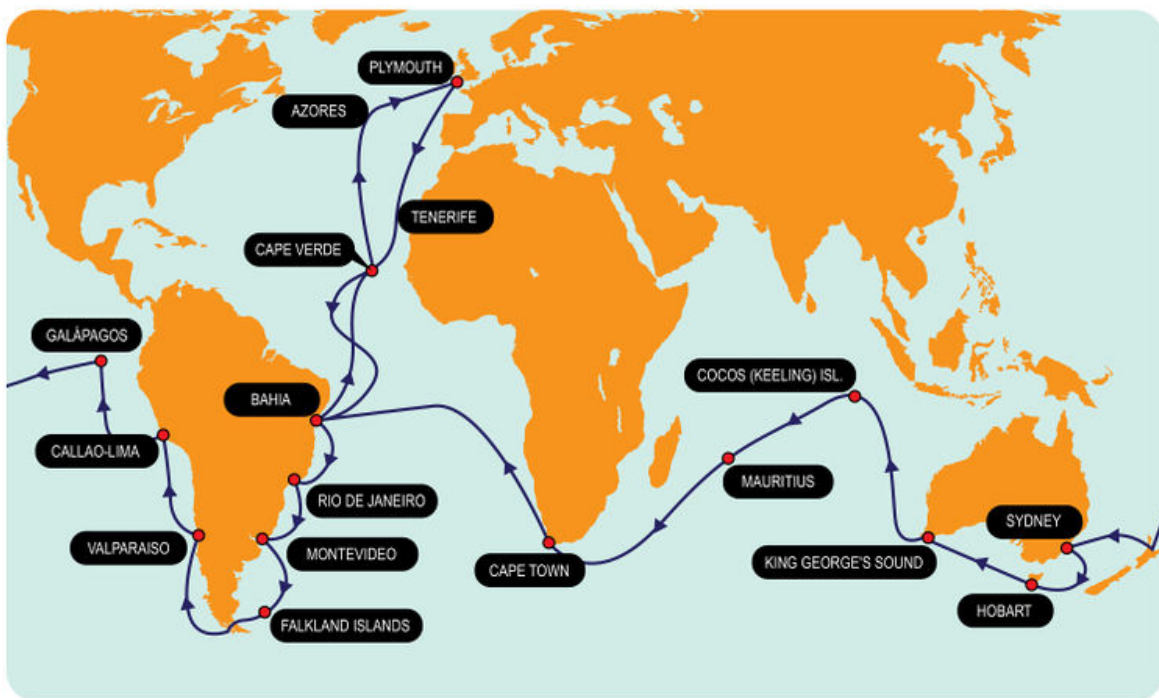 PLYMOUTH
AZORES
TENERIFE
CAPE VERDE
GALÁPAGOS
COCOS (KEELING) ISL.
BAHIA
CALLAO-LIMA
MAURITIUS
RIO DE JANEIRO
SYDNEY
VALPARAISO
MONTEVIDEO
KING GEORGE'S SOUND
CAPE TOWN
HOBART
FALKLAND ISLANDS